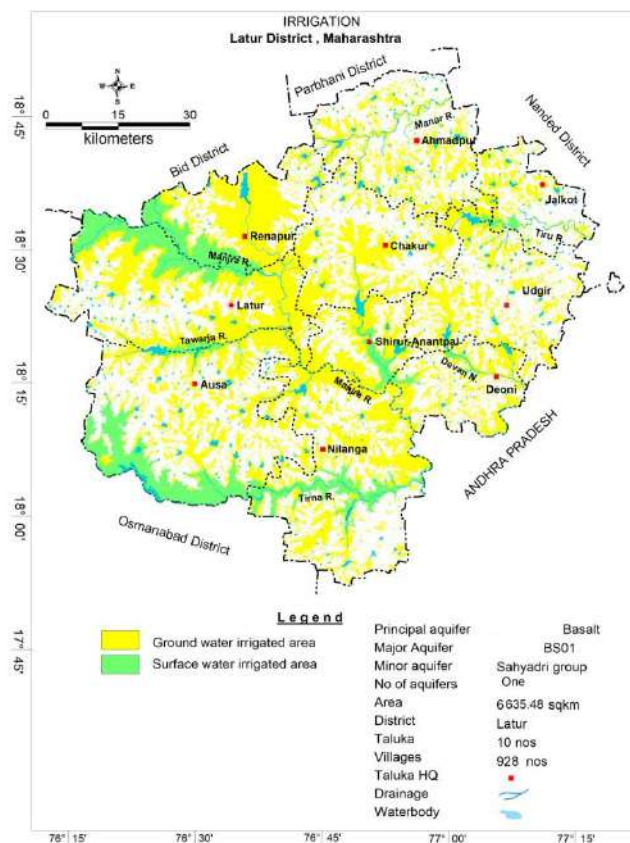 IRRIGATION
Latur District , Maharashtra
N
W E
S
0 15 30
kilometers
Parbhani District
Nanded District
Bid District
18° 45'
Manar R.
Ahmadpur
Jalkot
Renapur
Chakur
Tiru R.
18° 30'
Manjra R.
Latur
Udgir
Tawarja R.
Shirur-Anantpal
Devan N.
18° 15'
Ausa
Manjra R.
Deoni
ANDHRA PRADESH
Nilanga
Tirna R.
18° 00'
Osmanabad District
17° 45'
Legend
Ground water irrigated area
Surface water irrigated area
Principal aquifer Basalt
Major Aquifer BS01
Minor aquifer Sahyadri group
No of aquifers One
Area 6635.48 sqkm
District Latur
Taluka 10 nos
Villages 928 nos
Taluka HQ
Drainage
Waterbody
76° 15' 76° 30' 76° 45' 77° 00' 77° 15'